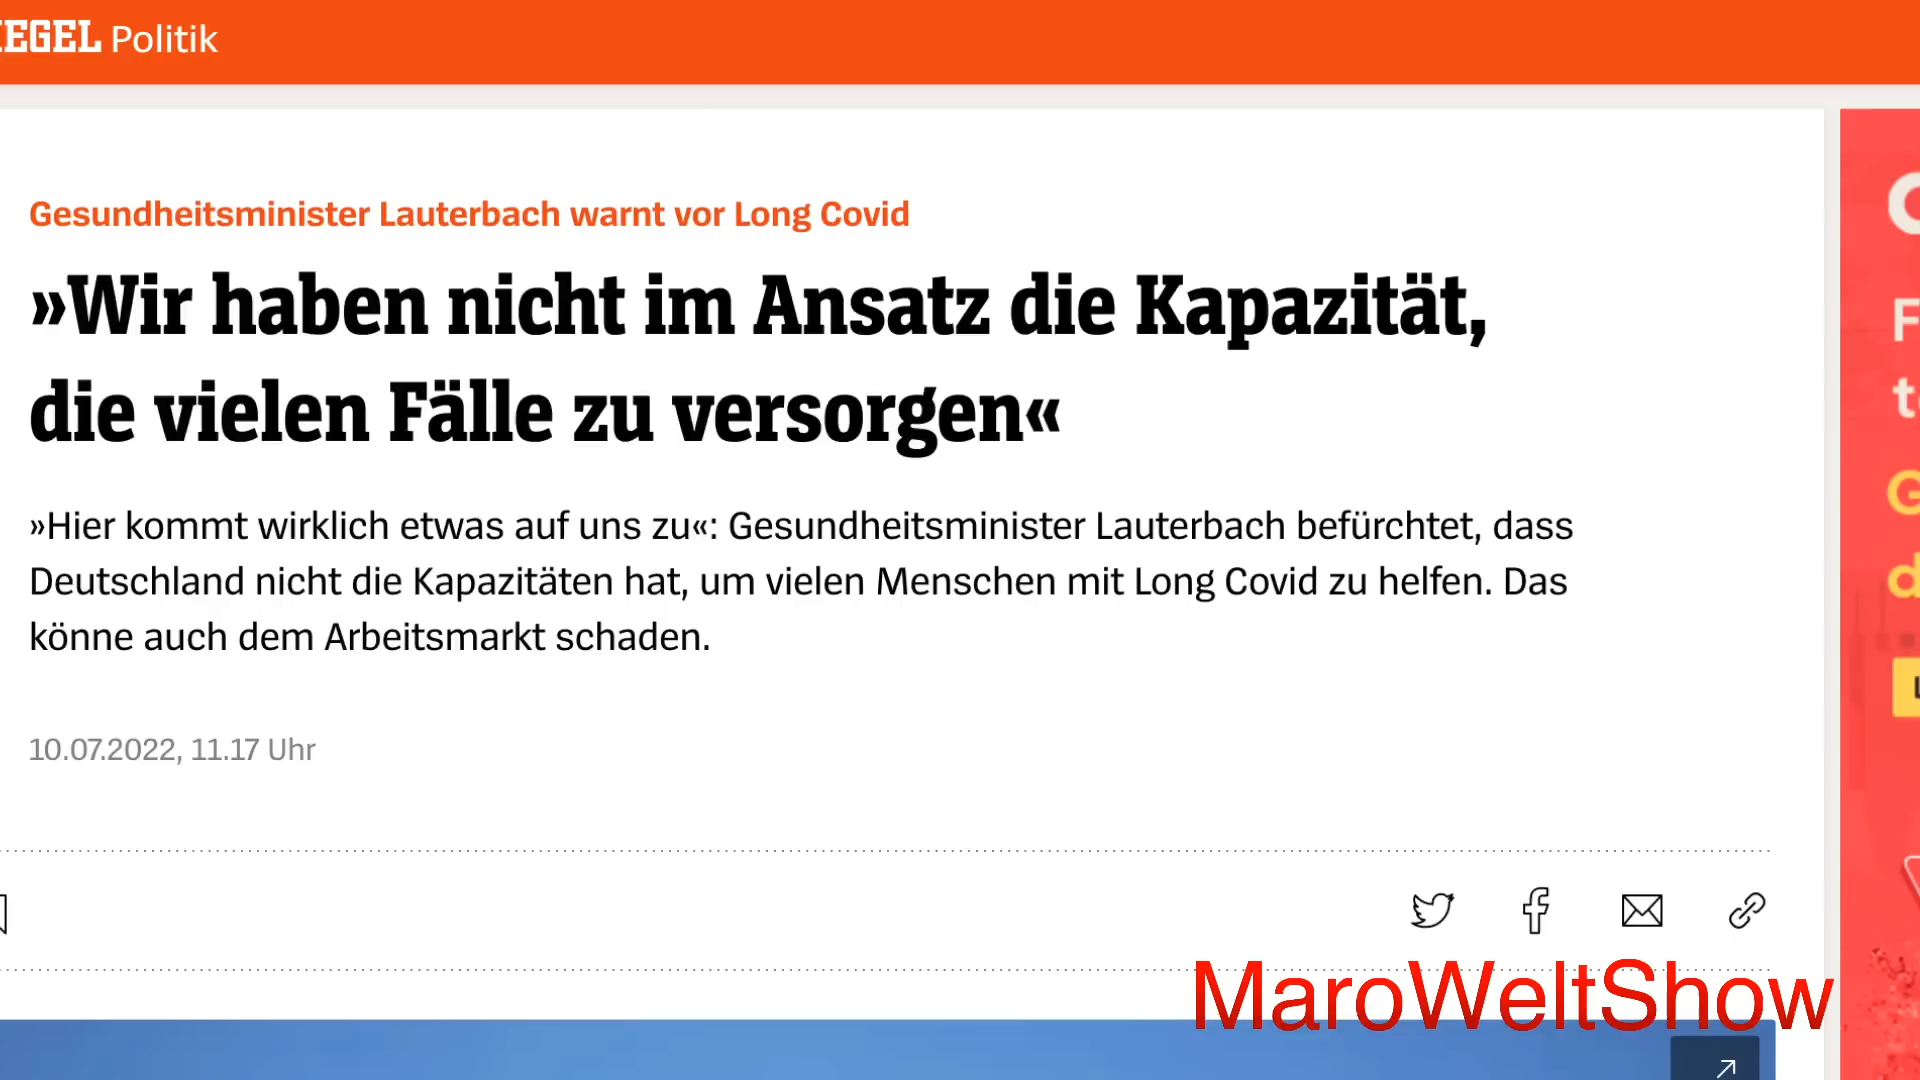 IEGEL Politik
Gesundheitsminister Lauterbach warnt vor Long Covid
»Wir haben nicht im Ansatz die Kapazität,
die vielen Fälle zu versorgen«
»Hier kommt wirklich etwas auf uns zu«: Gesundheitsminister Lauterbach befürchtet, dass
Deutschland nicht die Kapazitäten hat, um vielen Menschen mit Long Covid zu helfen. Das
könne auch dem Arbeitsmarkt schaden.
10.07.2022, 11.17 Uhr
MaroWeltShow